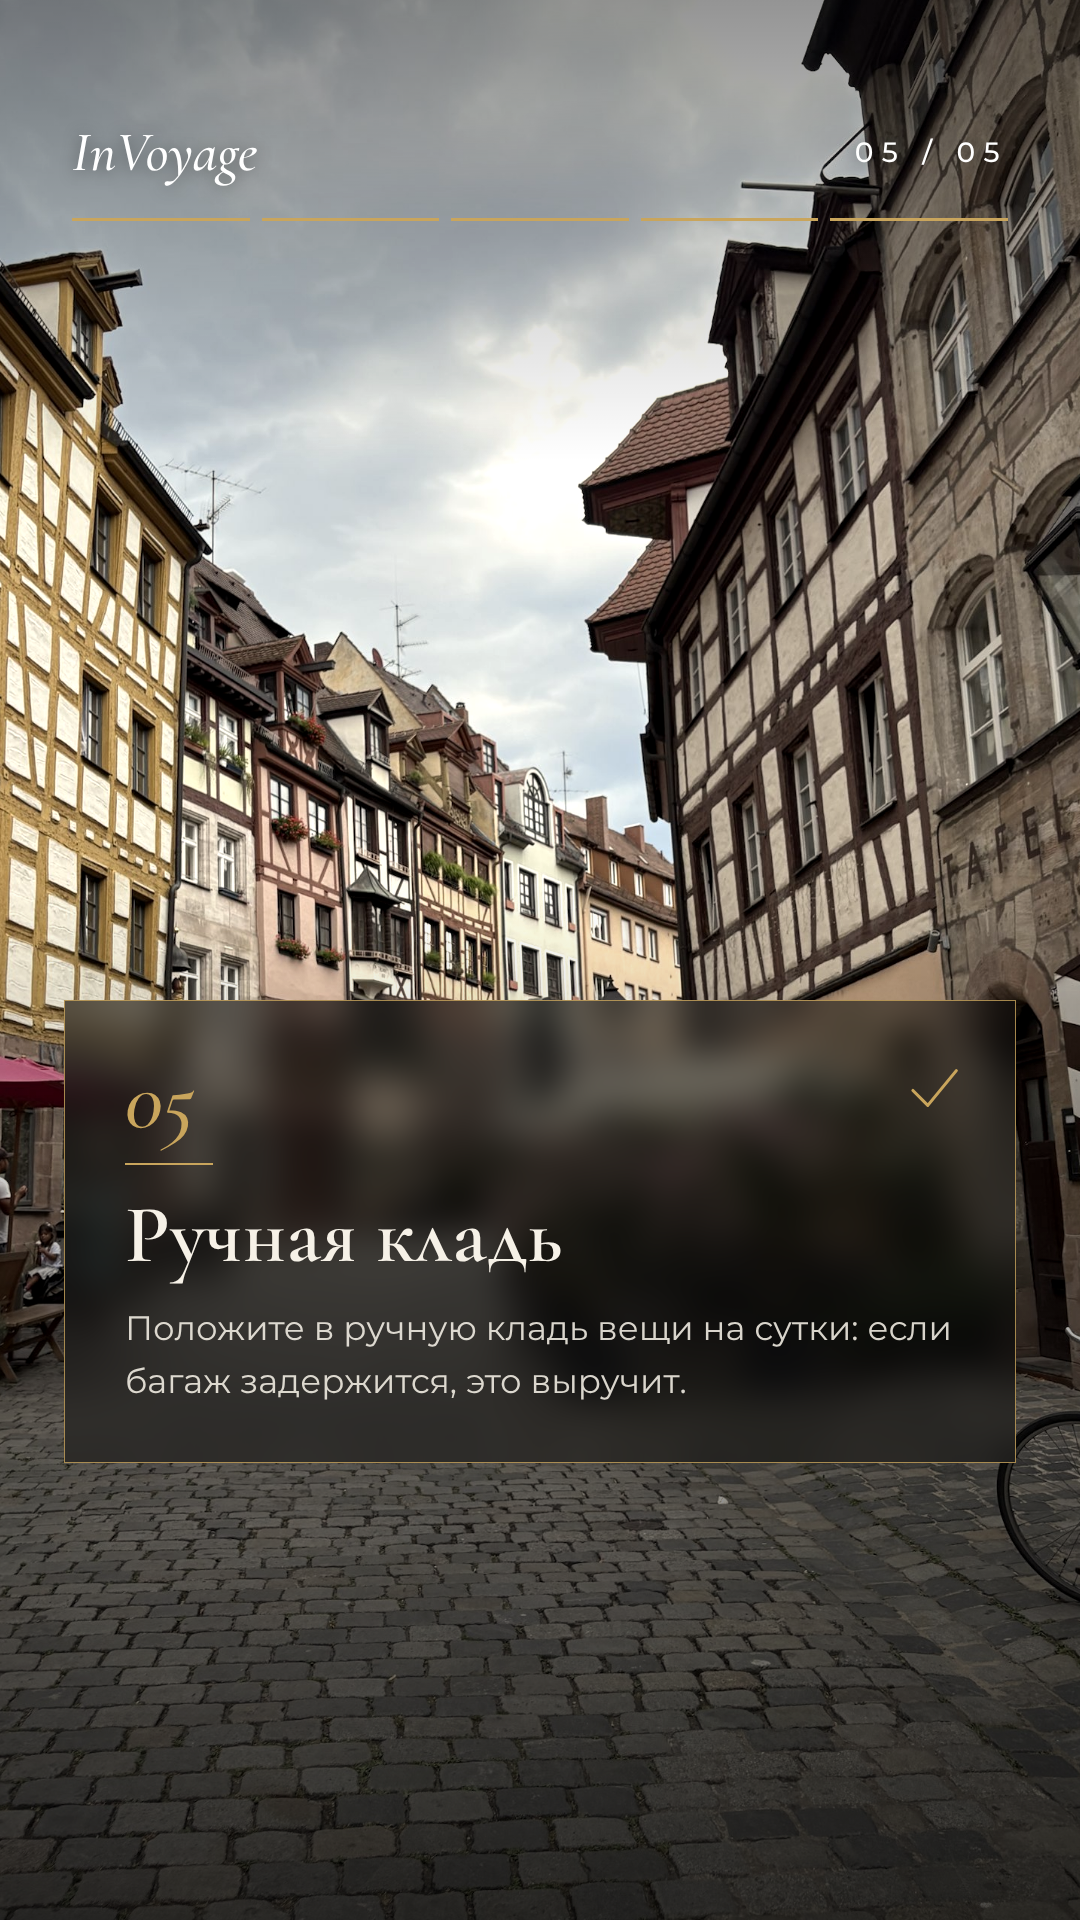 InVoyage
05 / 05
05
Ручная кладь
Положите в ручную кладь вещи на сутки: если
багаж задержится, это выручит.